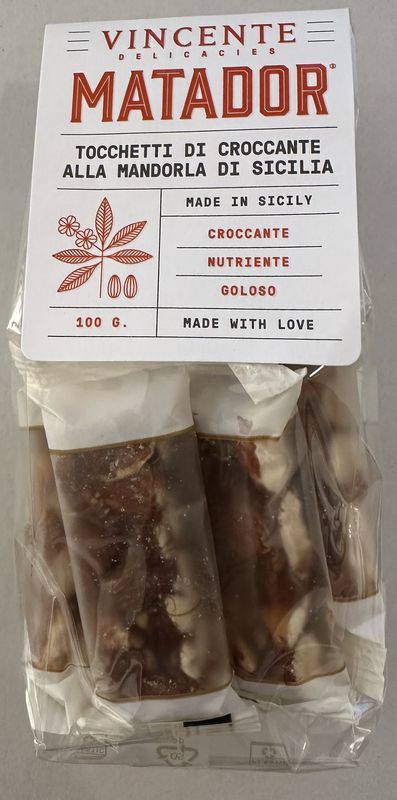 VINCENTE
DELICACIES
MATADOR®
TOCCHETTI DI CROCCANTE
ALLA MANDORLA DI SICILIA
MADE IN SICILY
CROCCANTE
NUTRIENTE
GOLOSO
100 G.
MADE WITH LOVE